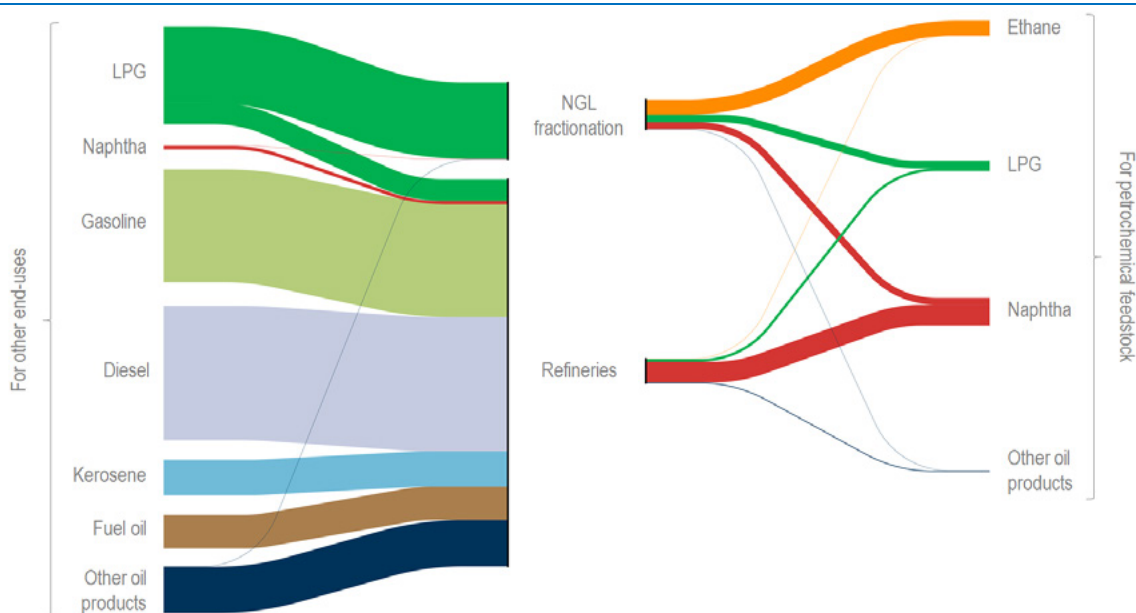 For other end-uses
LPG
Naphtha
Gasoline
Diesel
Kerosene
Fuel oil
Other oil
products
NGL
fractionation
Refineries
Ethane
LPG
Naphtha
Other oil
products
For petrochemical feedstock